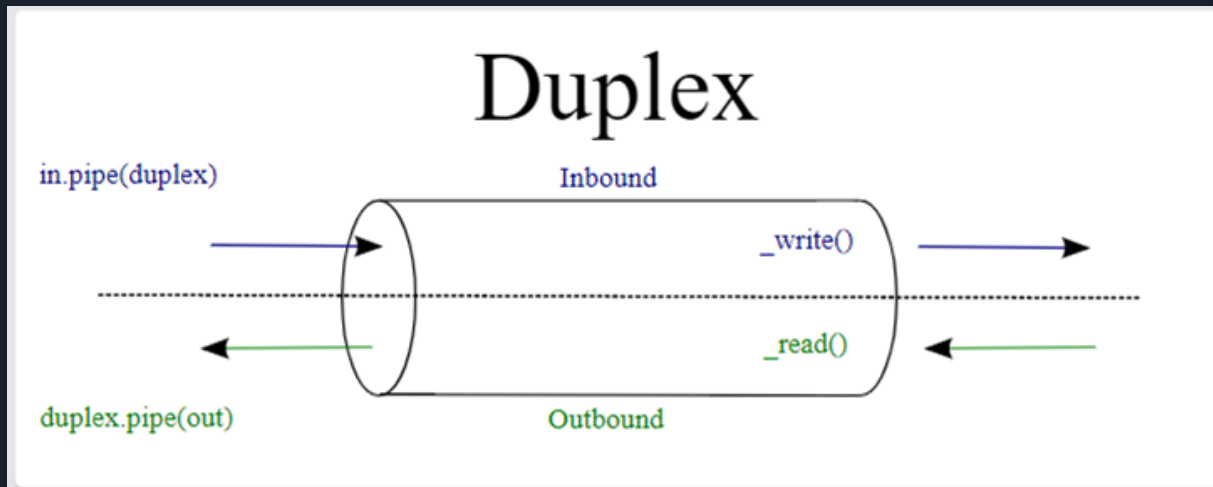 Duplex
in.pipe(duplex)
Inbound
_write()
_read()
duplex.pipe(out)
Outbound